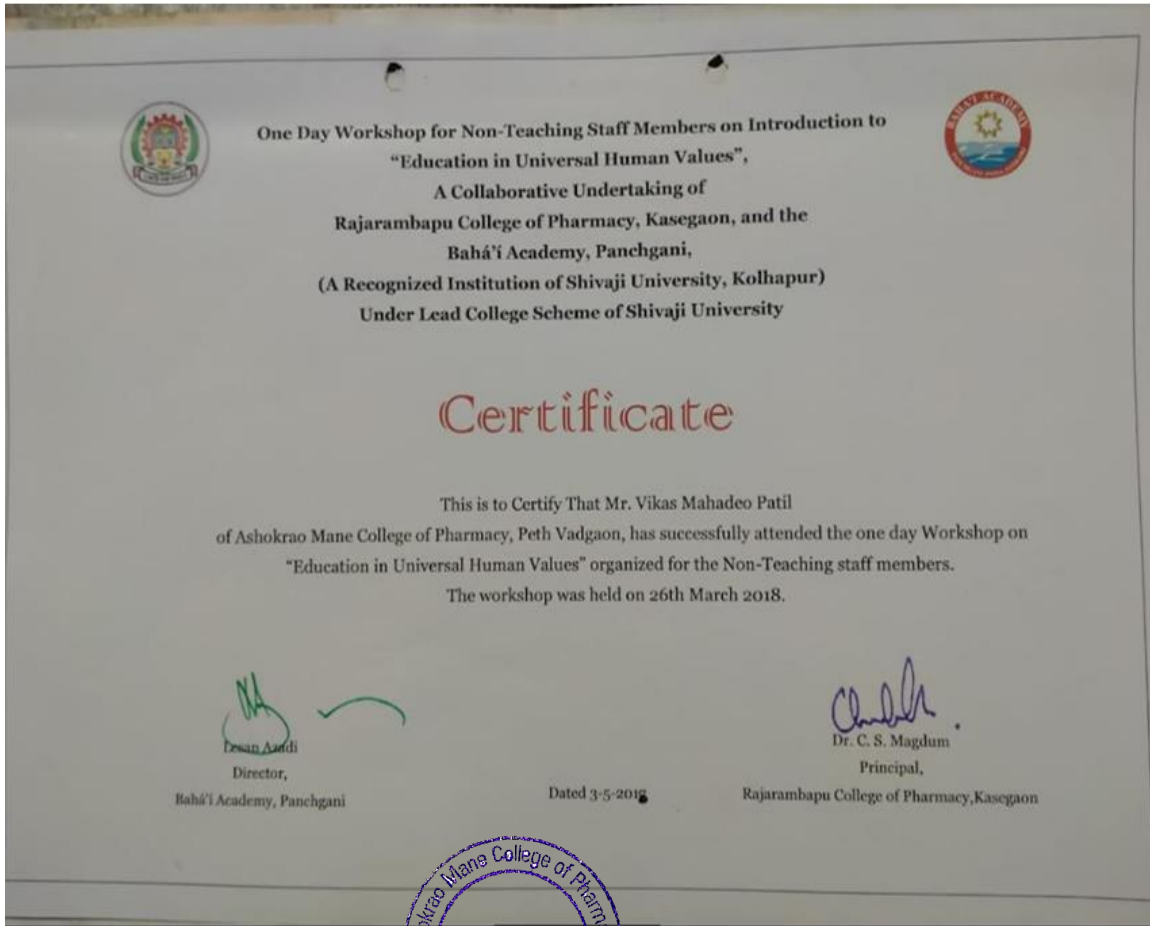 One Day Workshop for Non-Teaching Staff Members on Introduction to
"Education in Universal Human Values",
A Collaborative Undertaking of
Rajarambapu College of Pharmacy, Kasegaon, and the
Bahá'í Academy, Panchgani,
(A Recognized Institution of Shivaji University, Kolhapur)
Under Lead College Scheme of Shivaji University
BAHA'I ACADEMY
Certificate
This is to Certify That Mr. Vikas Mahadeo Patil
of Ashokrao Mane College of Pharmacy, Peth Vadgaon, has successfully attended the one day Workshop on
"Education in Universal Human Values" organized for the Non-Teaching staff members.
The workshop was held on 26th March 2018.
Lesan Azadi
Director,
Bahá'í Academy, Panchgani
Dated 3-5-2018
Dr. C. S. Magdum
Principal,
Rajarambapu College of Pharmacy,Kasegaon
Mane College of